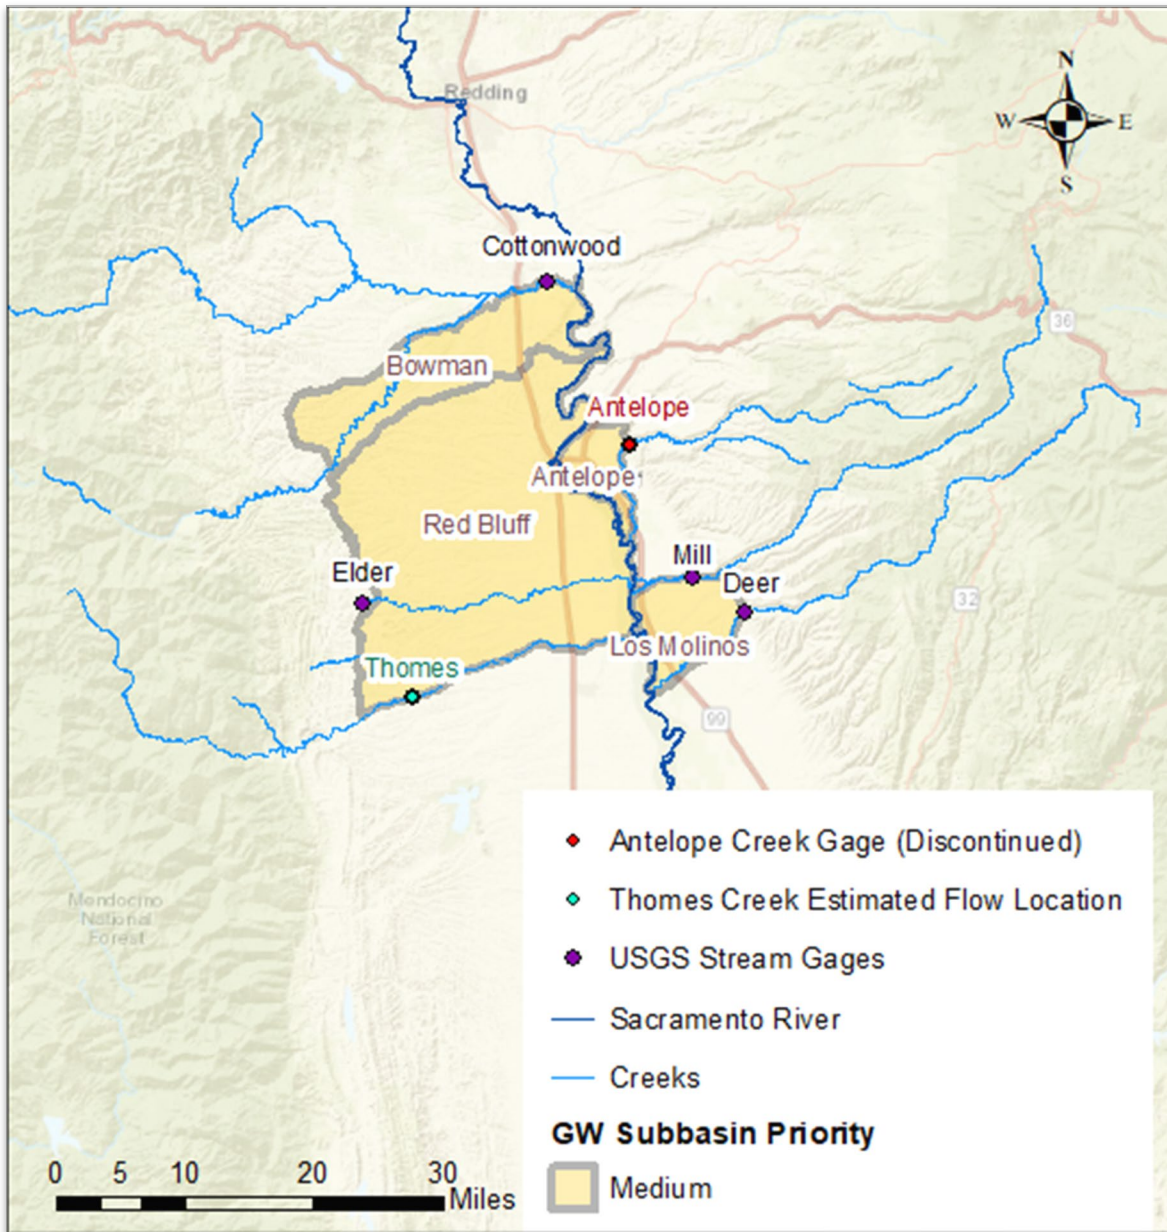 N
W E
S
Redding
Cottonwood
36
Bowman
Antelope
Antelope
Red Bluff
Mill
Elder
Deer
32
Los Molinos
Thomes
99
Antelope Creek Gage (Discontinued)
Thomes Creek Estimated Flow Location
Mendocino
National
Forest
USGS Stream Gages
Sacramento River
Creeks
GW Subbasin Priority
0 5 10 20 30
Miles
Medium